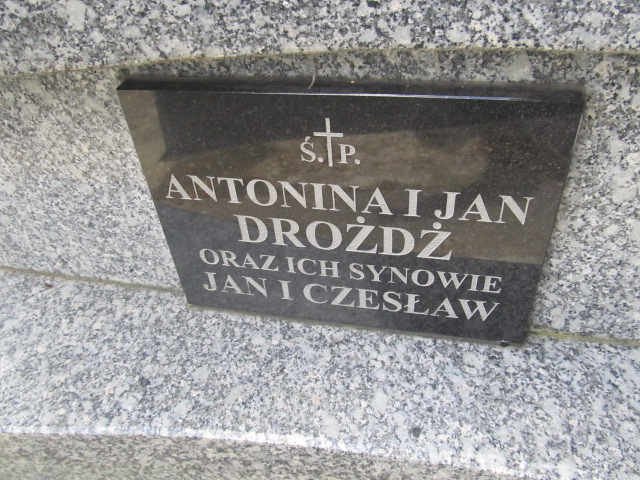 Ś.†P.
ANTONINA I JAN
DROŻDŻ
ORAZ ICH SYNOWIE
JAN I CZESŁAW